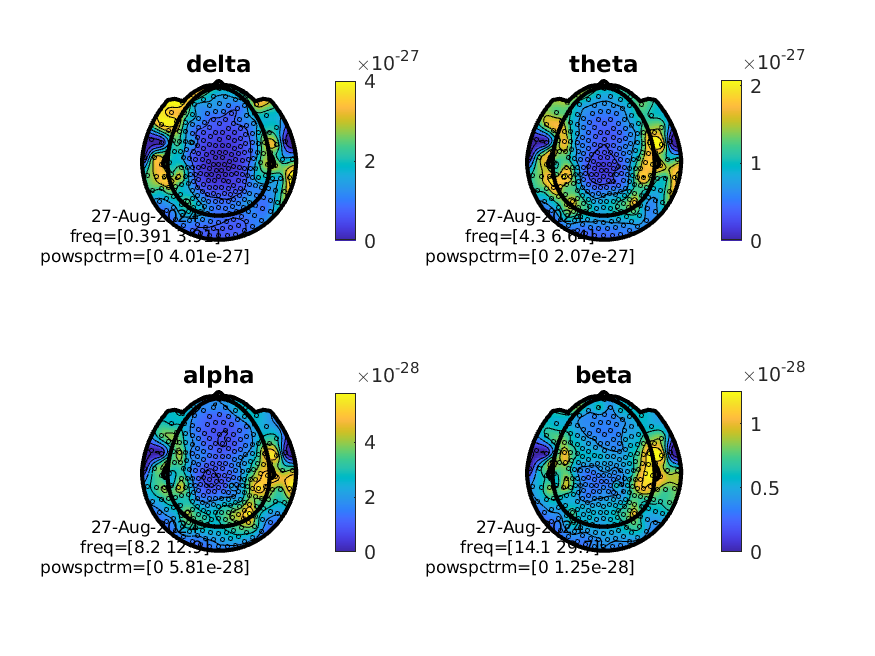 delta
×10-27
4
2
0
27-Aug-2024
freq=[0.391 3.91]
powspctrm=[0 4.01e-27]
theta
×10-27
2
1
0
27-Aug-2024
freq=[4.3 6.64]
powspctrm=[0 2.07e-27]
alpha
×10-28
4
2
0
27-Aug-2024
freq=[8.2 12.5]
powspctrm=[0 5.81e-28]
beta
×10-28
1
0.5
0
27-Aug-2024
freq=[14.1 29.7]
powspctrm=[0 1.25e-28]